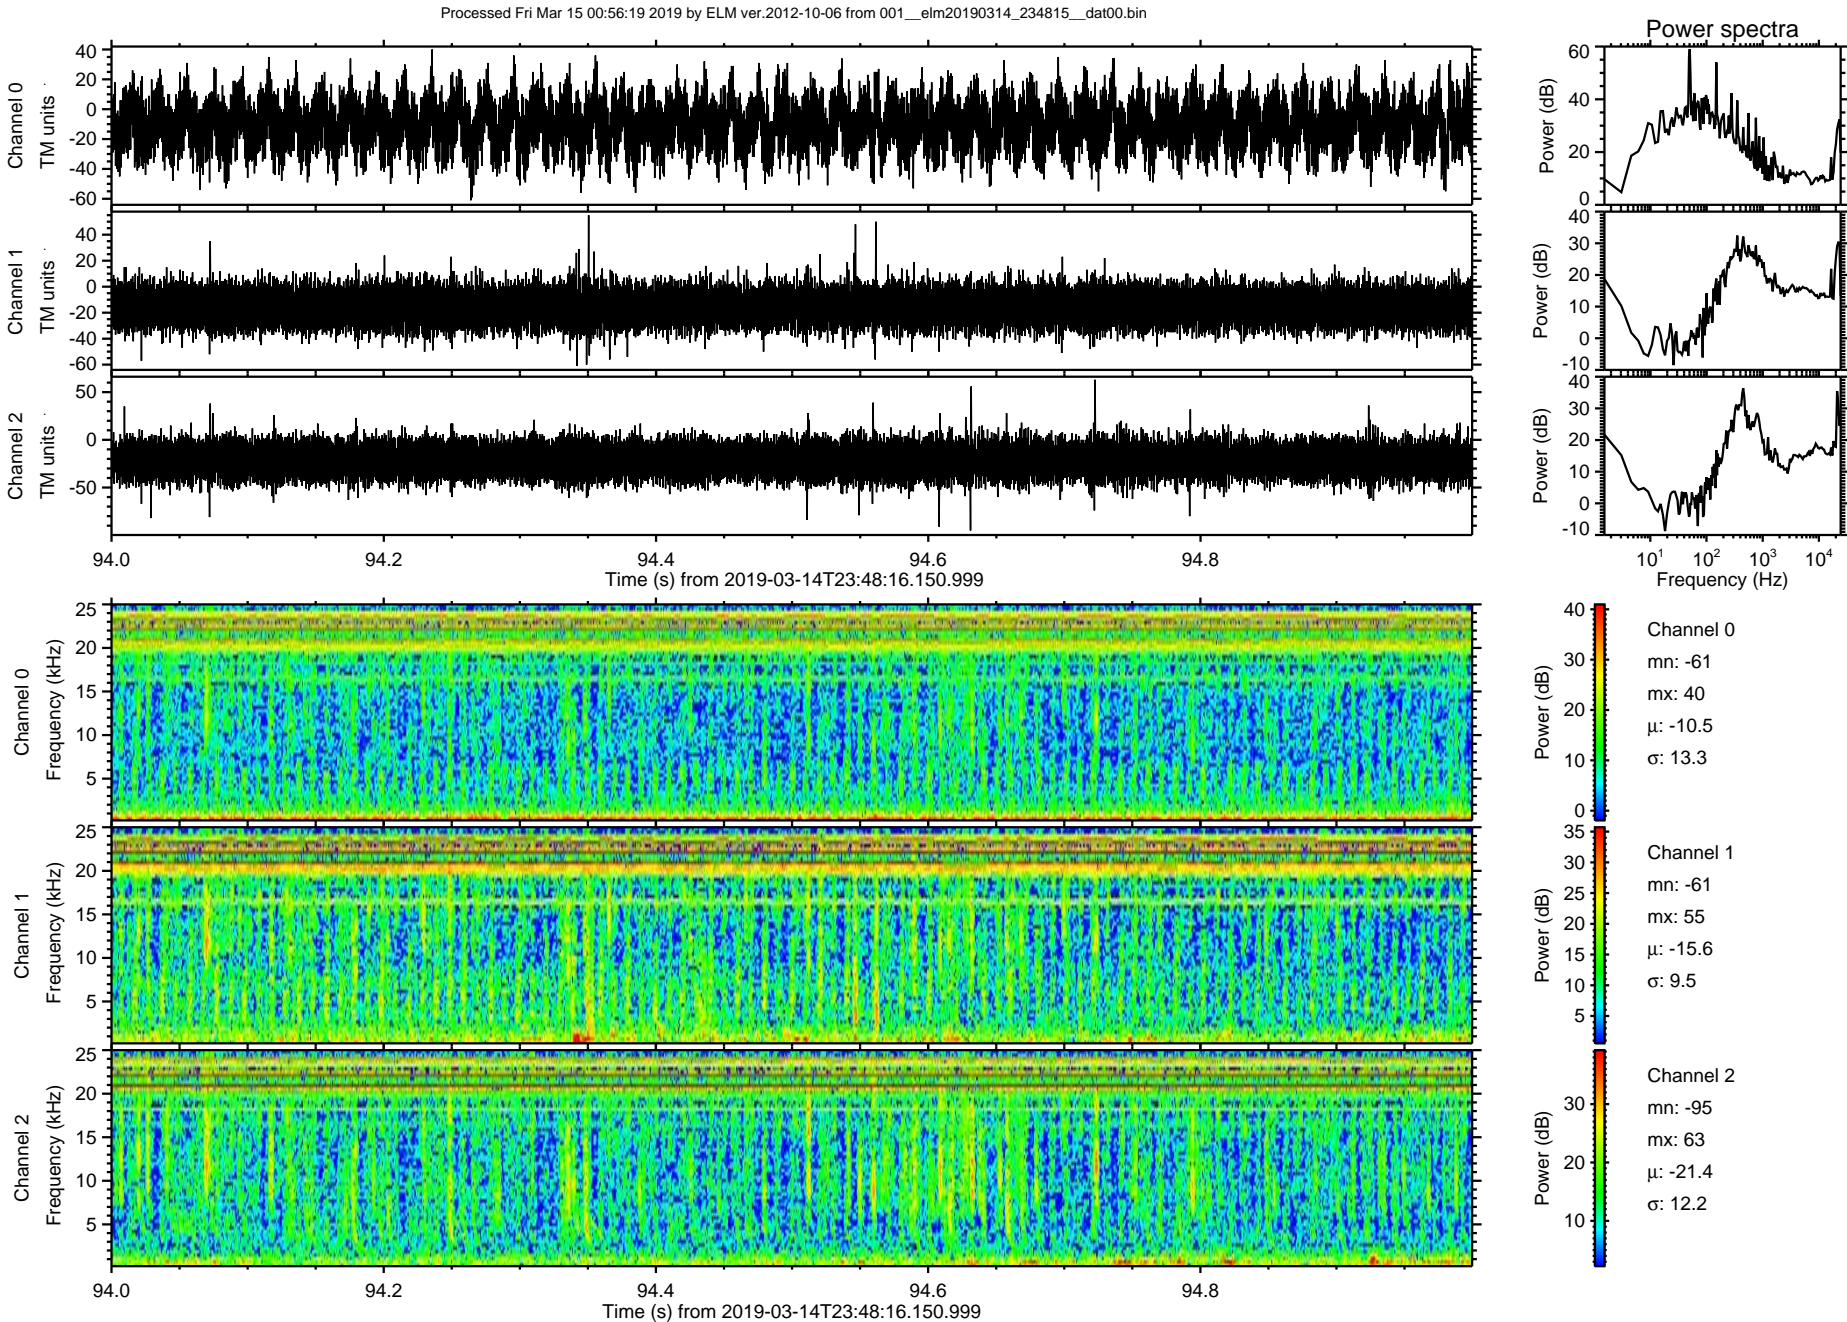 Processed Fri Mar 15 00:56:19 2019 by ELM ver.2012-10-06 from 001__elm20190314_234815__dat00.bin
Power spectra
Channel 0
TM units
40
20
0
-20
-40
-60
Power (dB)
60
40
20
0
Channel 1
TM units
40
20
0
-20
-40
-60
Power (dB)
40
30
20
10
0
-10
Channel 2
TM units
50
0
-50
Power (dB)
40
30
20
10
0
-10
94.0 94.2 94.4 94.6 94.8
Time (s) from 2019-03-14T23:48:16.150.999
10^1 10^2 10^3 10^4
Frequency (Hz)
Channel 0
Frequency (kHz)
25
20
15
10
5
Power (dB)
40
30
20
10
0
Channel 0
mn: -61
mx: 40
μ: -10.5
σ: 13.3
Channel 1
Frequency (kHz)
25
20
15
10
5
Power (dB)
35
30
25
20
15
10
5
Channel 1
mn: -61
mx: 55
μ: -15.6
σ: 9.5
Channel 2
Frequency (kHz)
25
20
15
10
5
Power (dB)
30
20
10
Channel 2
mn: -95
mx: 63
μ: -21.4
σ: 12.2
94.0 94.2 94.4 94.6 94.8
Time (s) from 2019-03-14T23:48:16.150.999